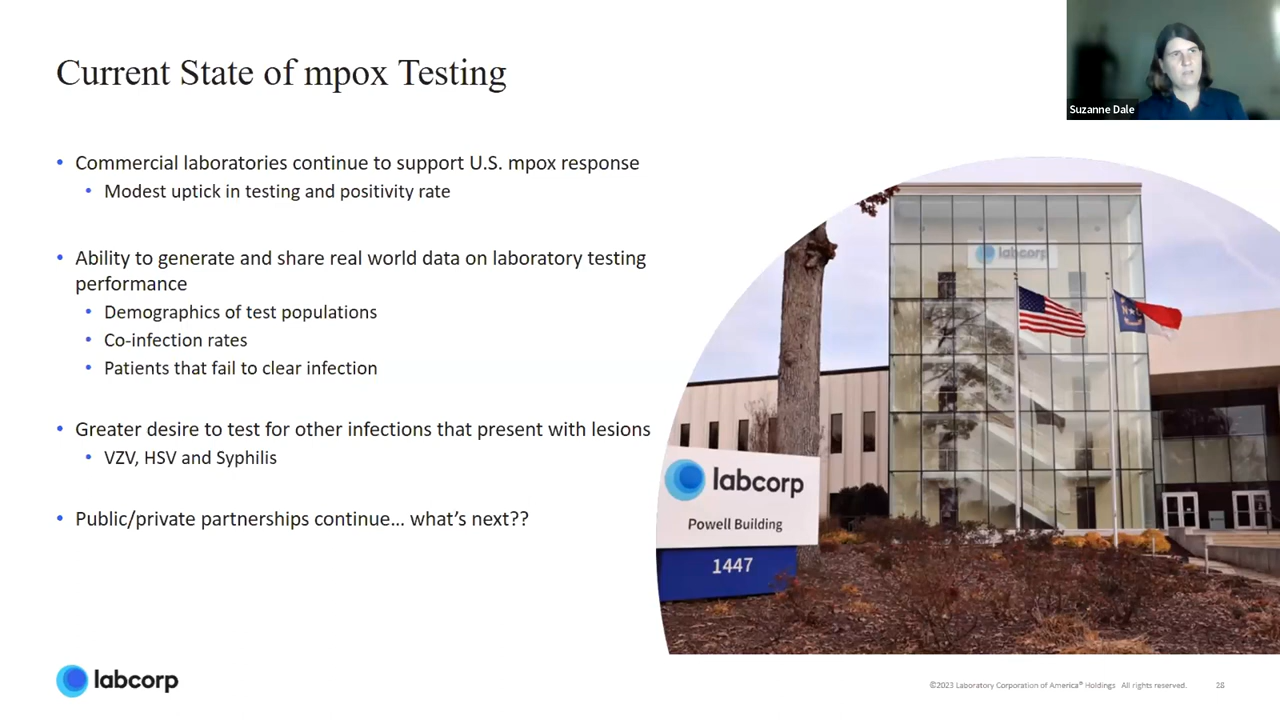 Current State of mpox Testing
Suzanne Dale
• Commercial laboratories continue to support U.S. mpox response
• Modest uptick in testing and positivity rate
• Ability to generate and share real world data on laboratory testing
performance
• Demographics of test populations
• Co-infection rates
• Patients that fail to clear infection
• Greater desire to test for other infections that present with lesions
• VZV, HSV and Syphilis
• Public/private partnerships continue... what's next??
labcorp
labcorp
Powell Building
1447
labcorp
©2023 Laboratory Corporation of America® Holdings All rights reserved. 28